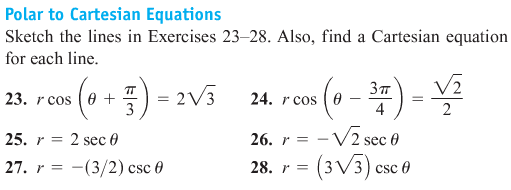 Polar to Cartesian Equations
Sketch the lines in Exercises 23–28. Also, find a Cartesian equation
for each line.
23. r cos (θ + π/3) = 2√3 24. r cos (θ − 3π/4) = √2/2
25. r = 2 sec θ 26. r = −√2 sec θ
27. r = −(3/2) csc θ 28. r = (3√3) csc θ